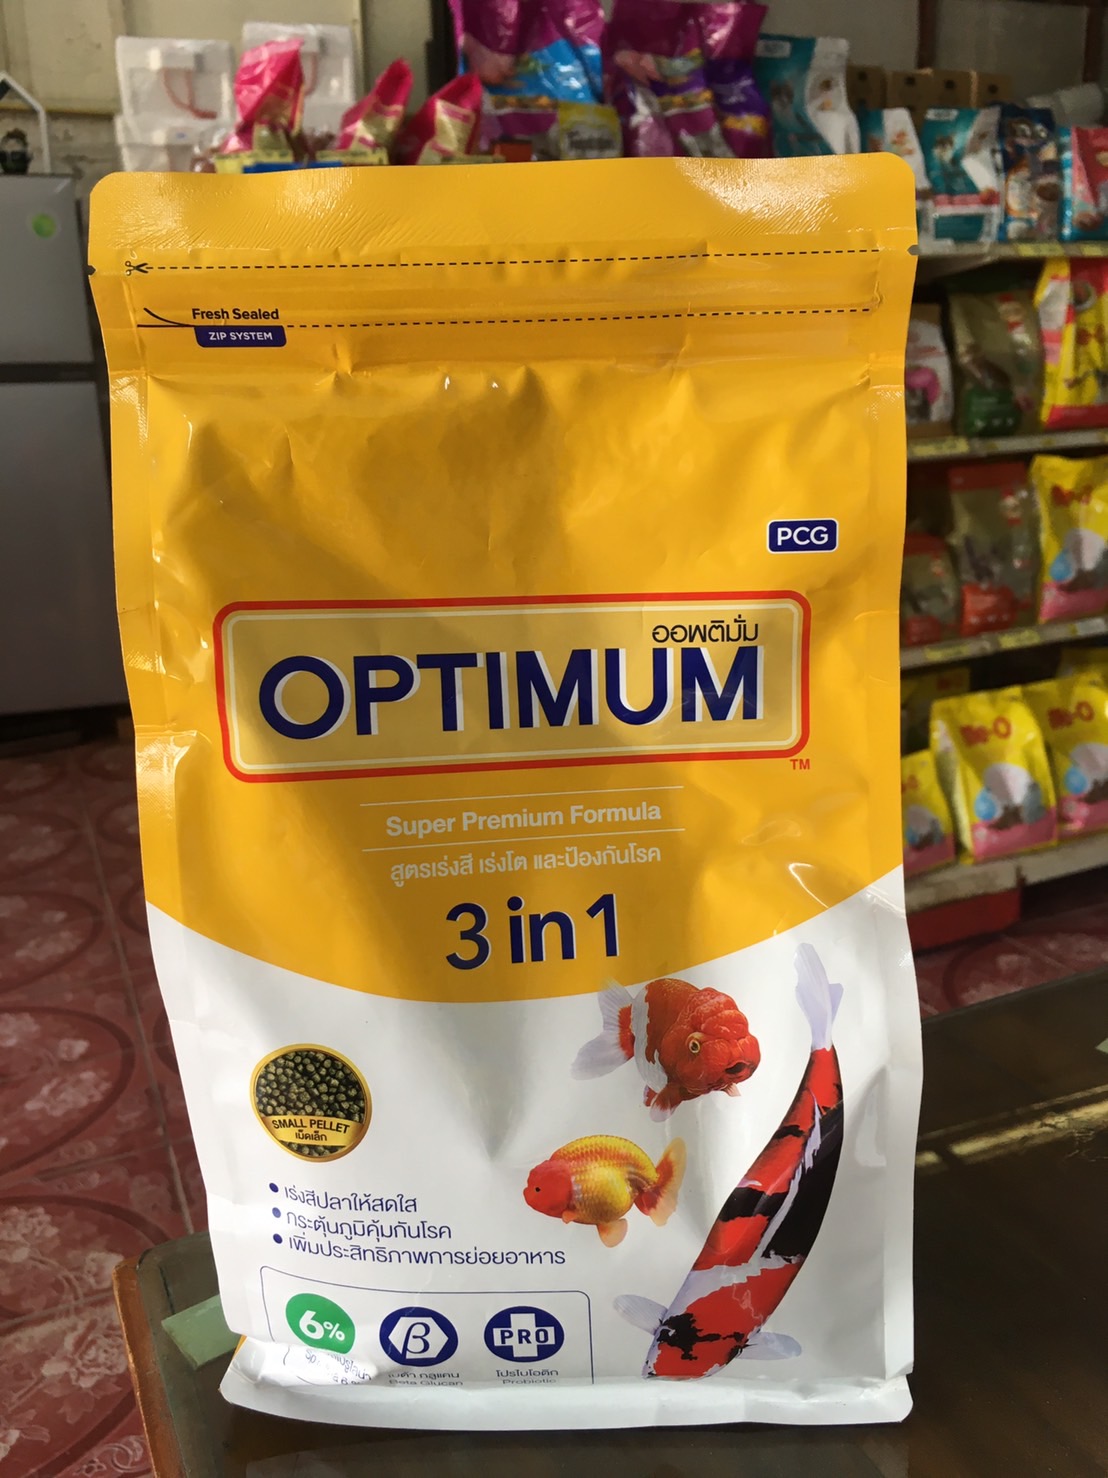 Fresh Sealed
ZIP SYSTEM
PCG
ออพติมั่ม
OPTIMUM
TM
Super Premium Formula
สูตรเร่งสี เร่งโต และป้องกันโรค
3 in 1
SMALL PELLET
เม็ดเล็ก
• เร่งสีปลาให้สดใส
• กระตุ้นภูมิคุ้มกันโรค
• เพิ่มประสิทธิภาพการย่อยอาหาร
6%
β
PRO
เบต้า กลูแคน
โปรไบโอติก
Beta Glucan
Probiotic
Me-O
Me-O
Me-O